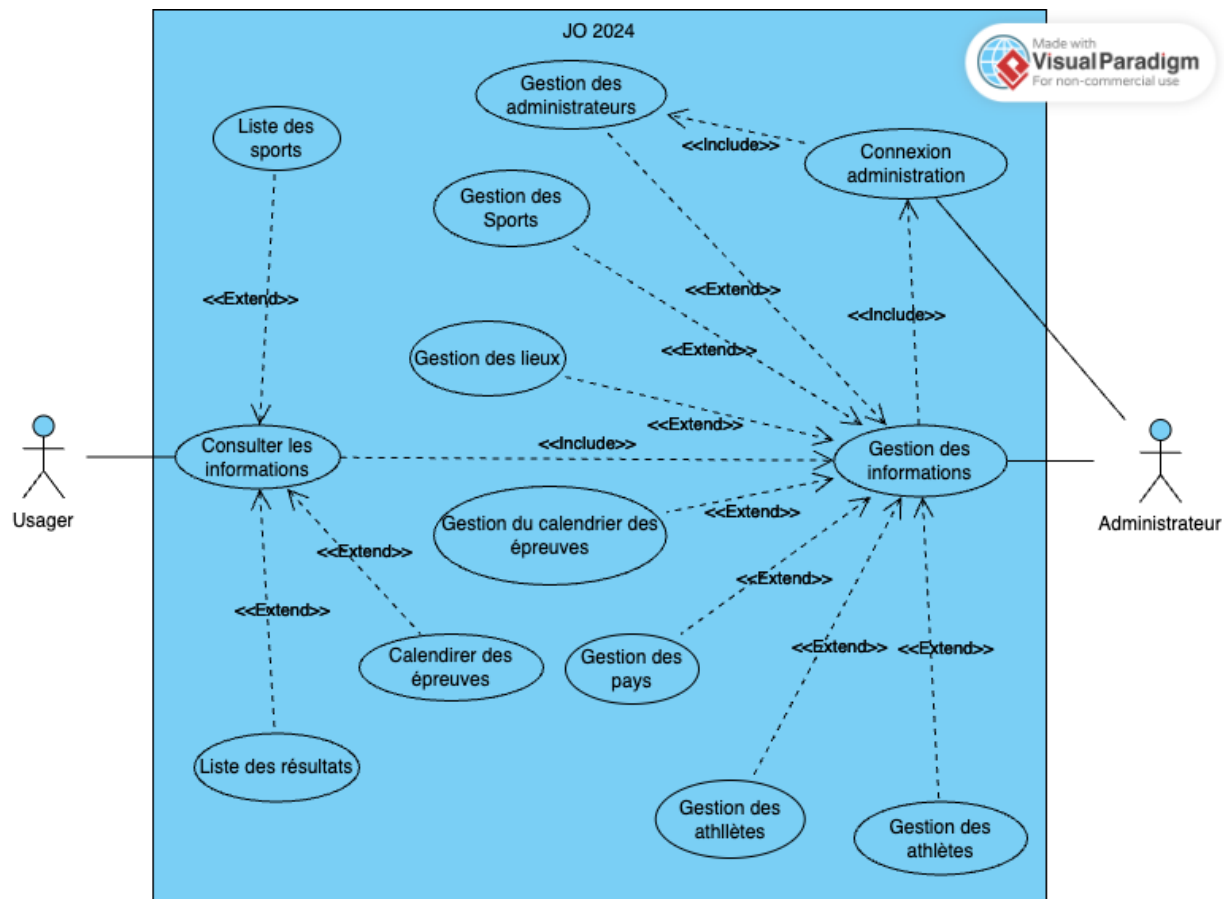 JO 2024
Made with
Visual Paradigm
For non-commercial use
Gestion des
administrateurs
Liste des
sports
<<Include>>
Connexion
administration
Gestion des
Sports
<<Extend>>
<<Extend>>
<<Include>>
<<Extend>>
Gestion des lieux
<<Extend>>
Consulter les
informations
<<Include>>
Gestion des
informations
Usager
Administrateur
Gestion du calendrier des
épreuves
<<Extend>>
<<Extend>>
<<Extend>>
<<Extend>>
Calendirer des
épreuves
Gestion des
pays
<<Extend>>
<<Extend>>
Liste des résultats
Gestion des
athllètes
Gestion des
athlètes